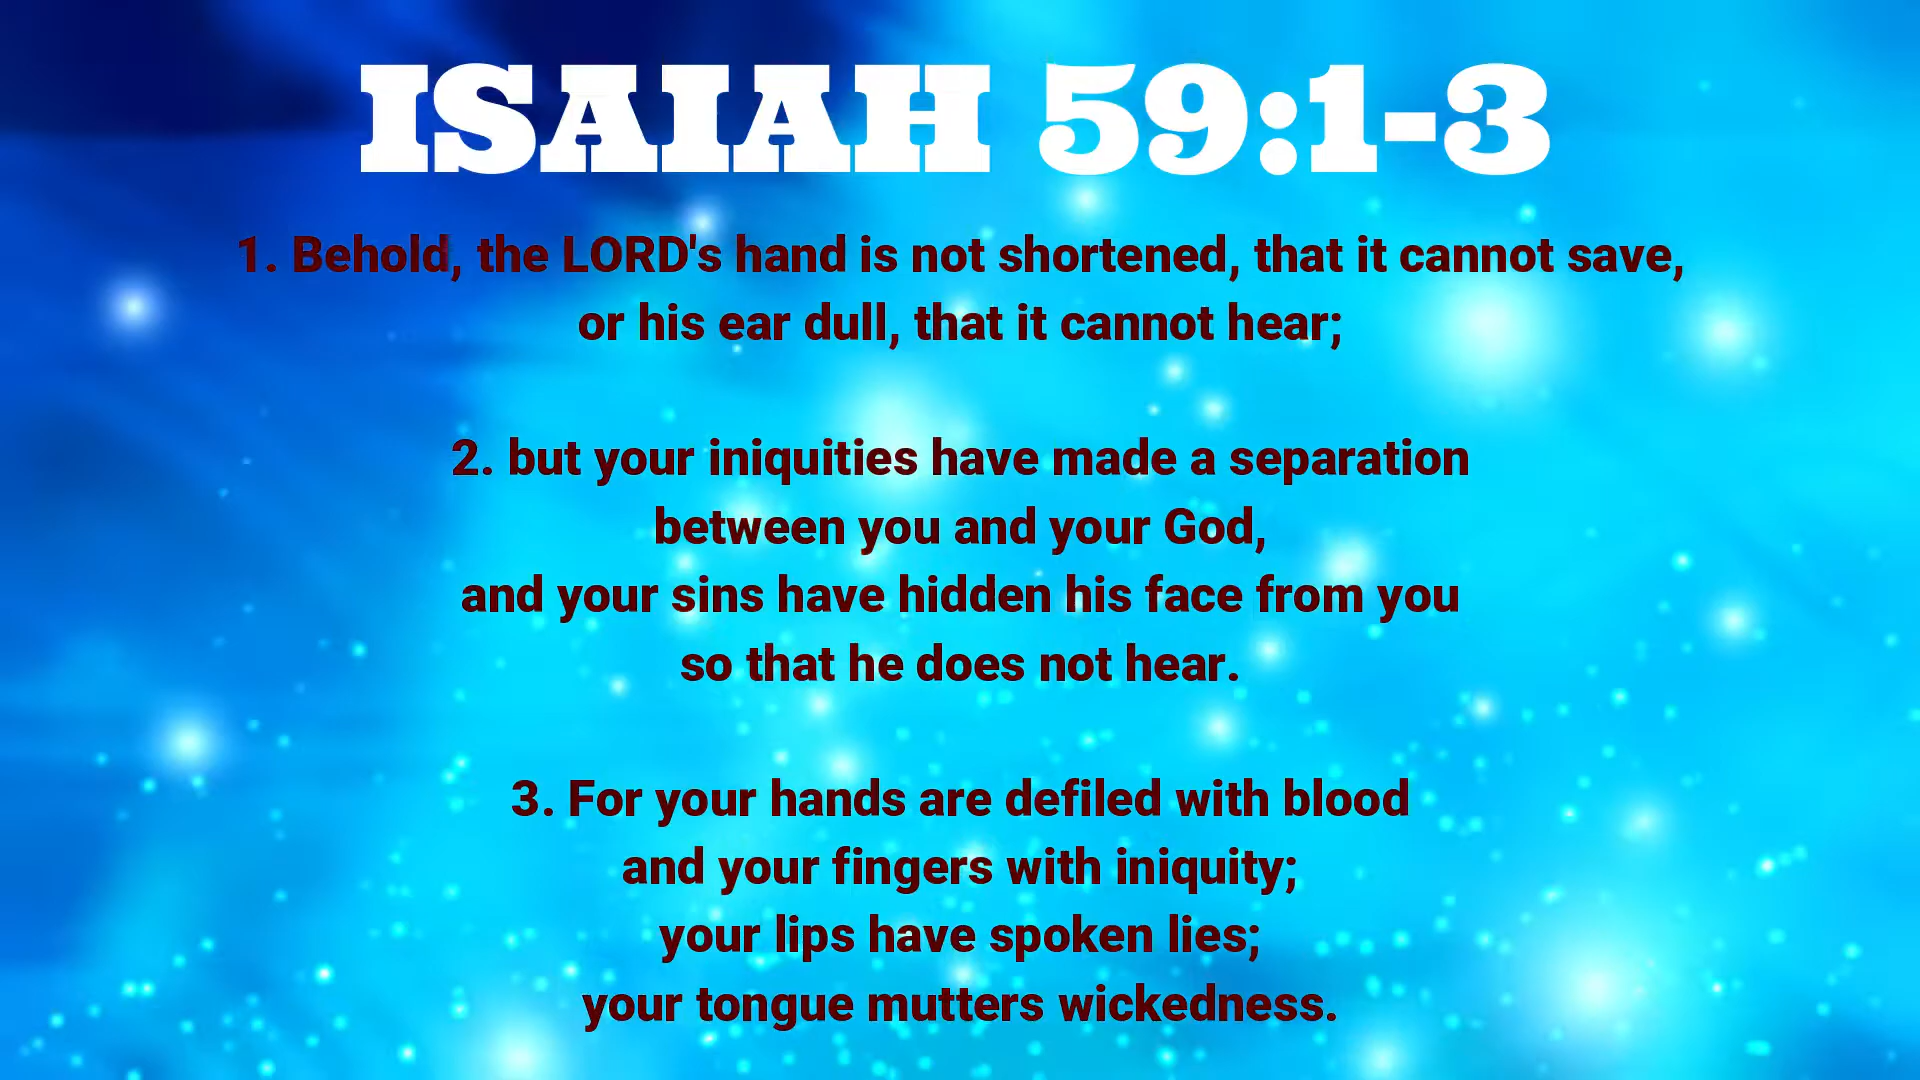 ISAIAH 59:1-3
1. Behold, the LORD's hand is not shortened, that it cannot save,
or his ear dull, that it cannot hear;
2. but your iniquities have made a separation
between you and your God,
and your sins have hidden his face from you
so that he does not hear.
3. For your hands are defiled with blood
and your fingers with iniquity;
your lips have spoken lies;
your tongue mutters wickedness.